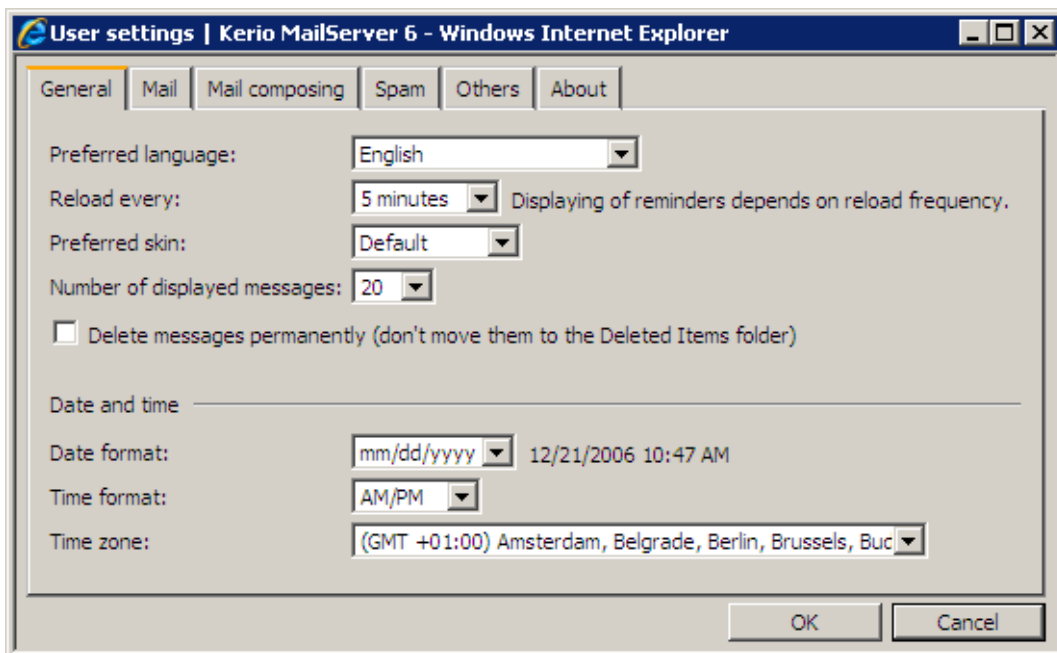 User settings | Kerio MailServer 6 - Windows Internet Explorer
General Mail Mail composing Spam Others About
Preferred language: English
Reload every: 5 minutes Displaying of reminders depends on reload frequency.
Preferred skin: Default
Number of displayed messages: 20
Delete messages permanently (don't move them to the Deleted Items folder)
Date and time
Date format: mm/dd/yyyy 12/21/2006 10:47 AM
Time format: AM/PM
Time zone: (GMT +01:00) Amsterdam, Belgrade, Berlin, Brussels, Buc
OK Cancel